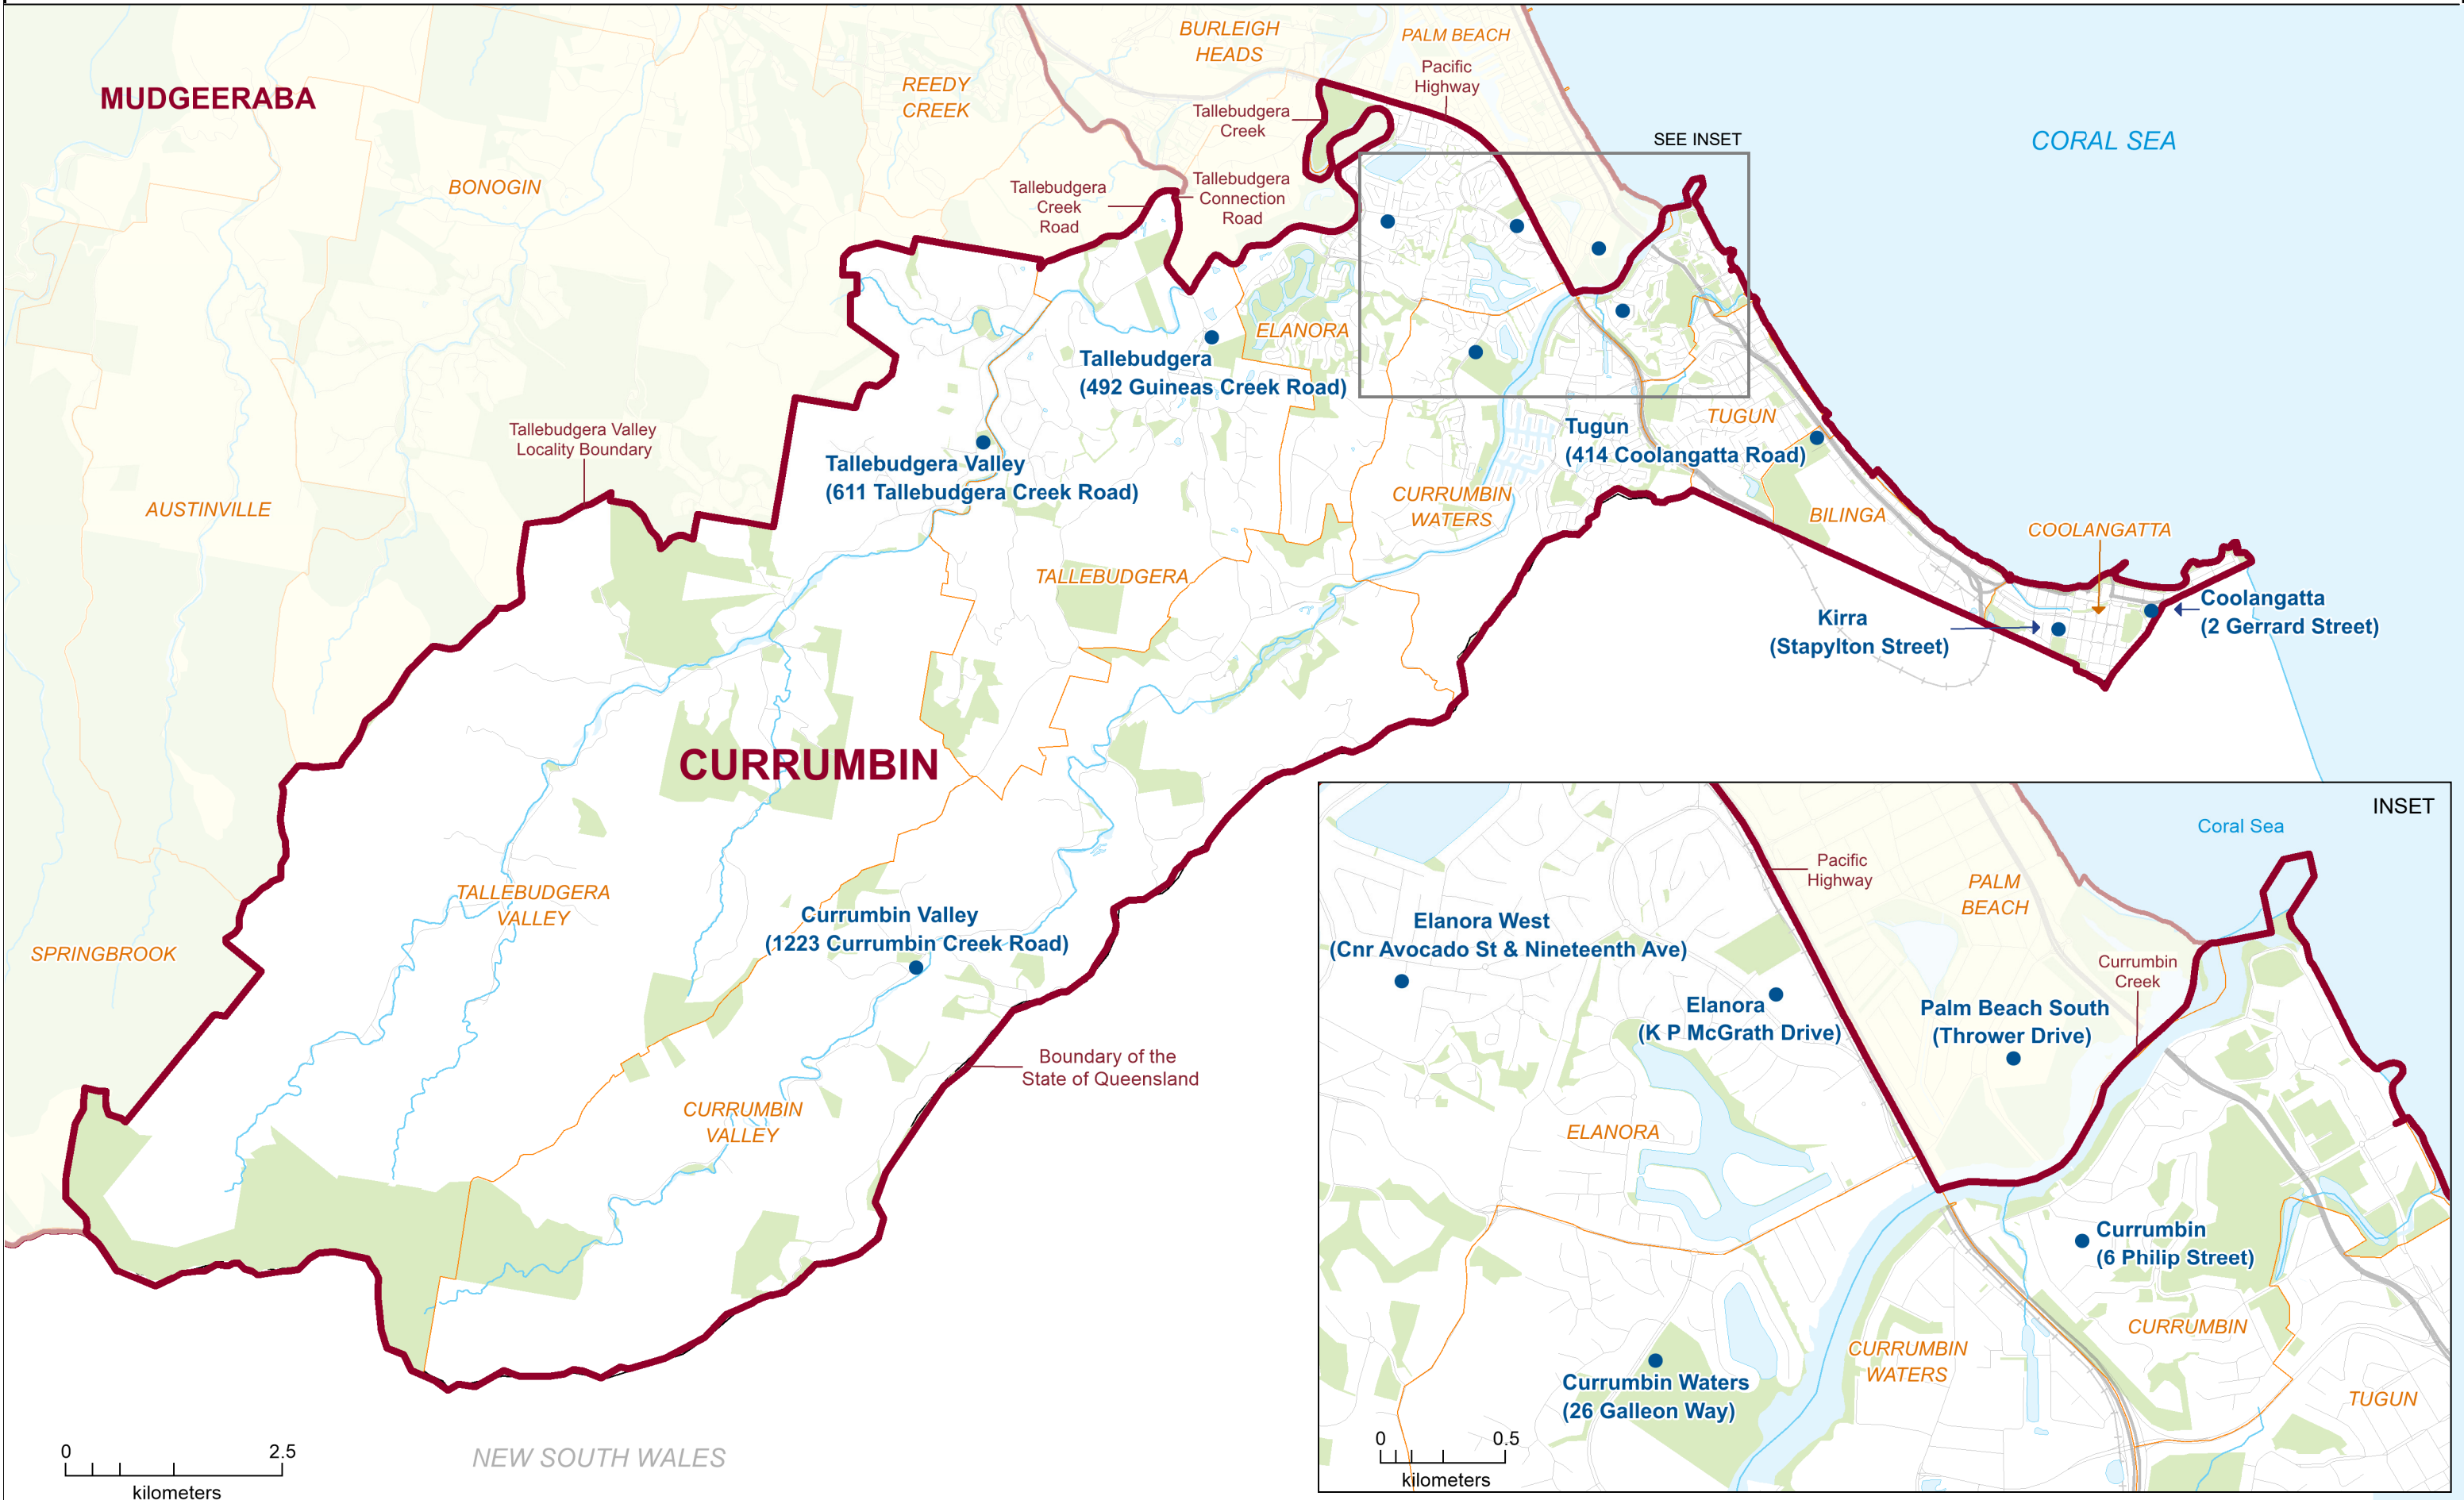 BURLEIGH
HEADS
PALM BEACH
Pacific
Highway
MUDGEERABA
REEDY
CREEK
Tallebudgera
Creek
SEE INSET
CORAL SEA
BONOGIN
Tallebudgera
Creek
Road
Tallebudgera
Connection
Road
ELANORA
Tallebudgera
(492 Guineas Creek Road)
Tallebudgera Valley
Locality Boundary
Tallebudgera Valley
(611 Tallebudgera Creek Road)
TUGUN
Tugun
(414 Coolangatta Road)
AUSTINVILLE
CURRUMBIN
WATERS
BILINGA
COOLANGATTA
TALLEBUDGERA
Kirra
(Stapylton Street)
Coolangatta
(2 Gerrard Street)
CURRUMBIN
TALLEBUDGERA
VALLEY
Currumbin Valley
(1223 Currumbin Creek Road)
SPRINGBROOK
Boundary of the
State of Queensland
CURRUMBIN
VALLEY
0 2.5
kilometers
NEW SOUTH WALES
INSET
Coral Sea
Pacific
Highway
PALM
BEACH
Elanora West
(Cnr Avocado St & Nineteenth Ave)
Currumbin
Creek
Elanora
(K P McGrath Drive)
Palm Beach South
(Thrower Drive)
ELANORA
Currumbin
(6 Philip Street)
CURRUMBIN
CURRUMBIN
WATERS
Currumbin Waters
(26 Galleon Way)
TUGUN
0 0.5
kilometers